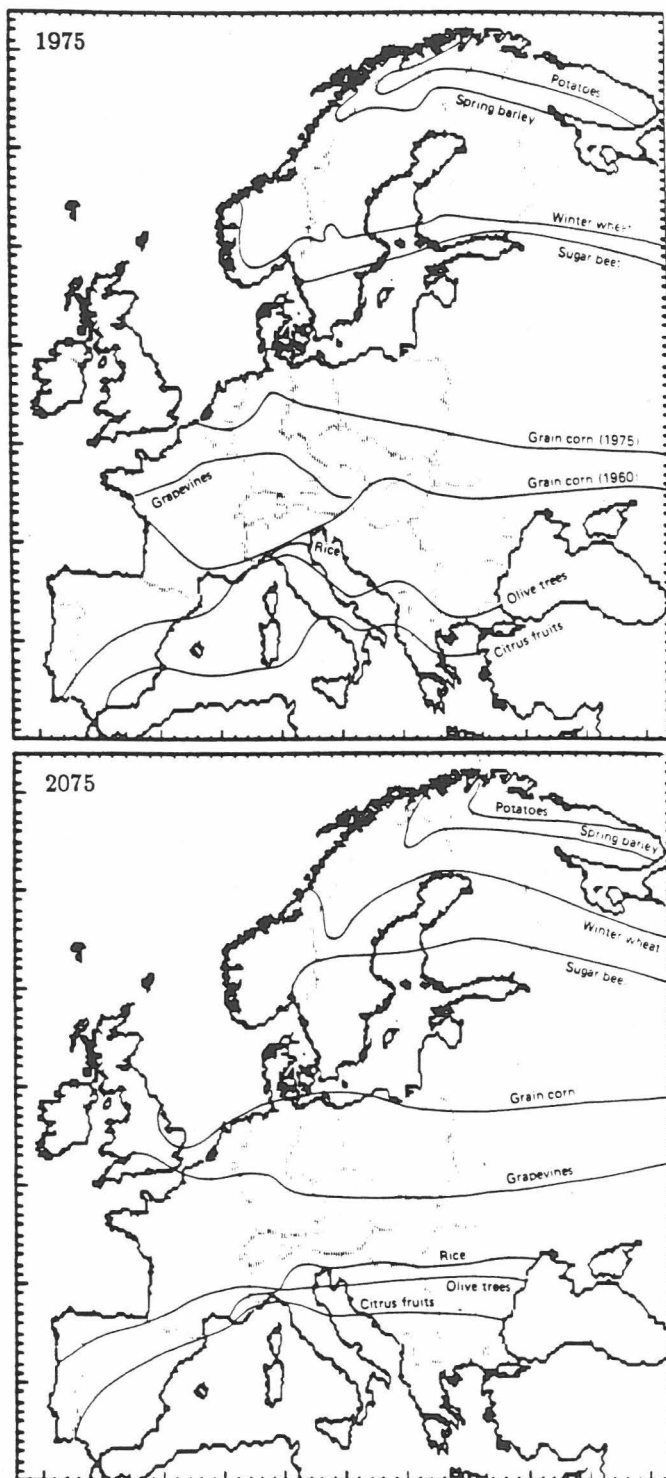 1975
Potatoes
Spring barley
Winter wheat
Sugar beet
Grain corn (1975)
Grapevines
Grain corn (1960)
Rice
Olive trees
Citrus fruits
2075
Potatoes
Spring barley
Winter wheat
Sugar beet
Grain corn
Grapevines
Rice
Olive trees
Citrus fruits